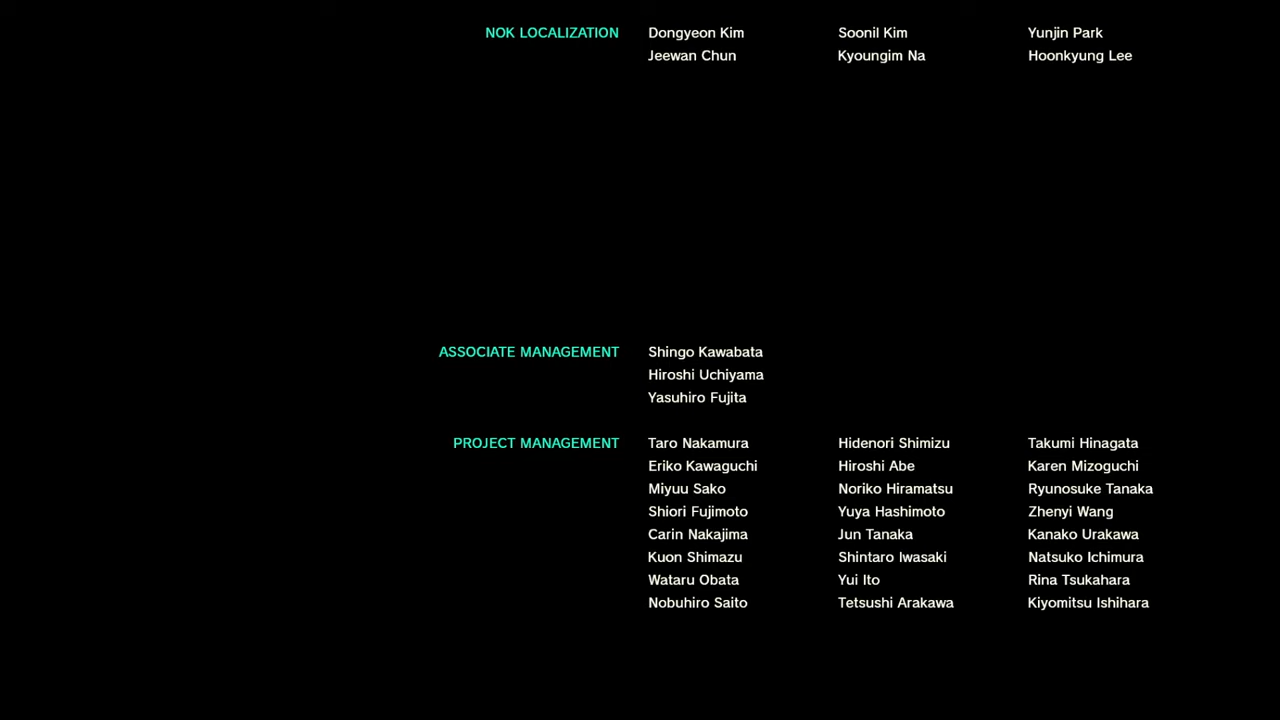 NOK LOCALIZATION Dongyeon Kim Soonil Kim Yunjin Park
Jeewan Chun Kyoungim Na Hoonkyung Lee
ASSOCIATE MANAGEMENT Shingo Kawabata
Hiroshi Uchiyama
Yasuhiro Fujita
PROJECT MANAGEMENT Taro Nakamura Hidenori Shimizu Takumi Hinagata
Eriko Kawaguchi Hiroshi Abe Karen Mizoguchi
Miyuu Sako Noriko Hiramatsu Ryunosuke Tanaka
Shiori Fujimoto Yuya Hashimoto Zhenyi Wang
Carin Nakajima Jun Tanaka Kanako Urakawa
Kuon Shimazu Shintaro Iwasaki Natsuko Ichimura
Wataru Obata Yui Ito Rina Tsukahara
Nobuhiro Saito Tetsushi Arakawa Kiyomitsu Ishihara